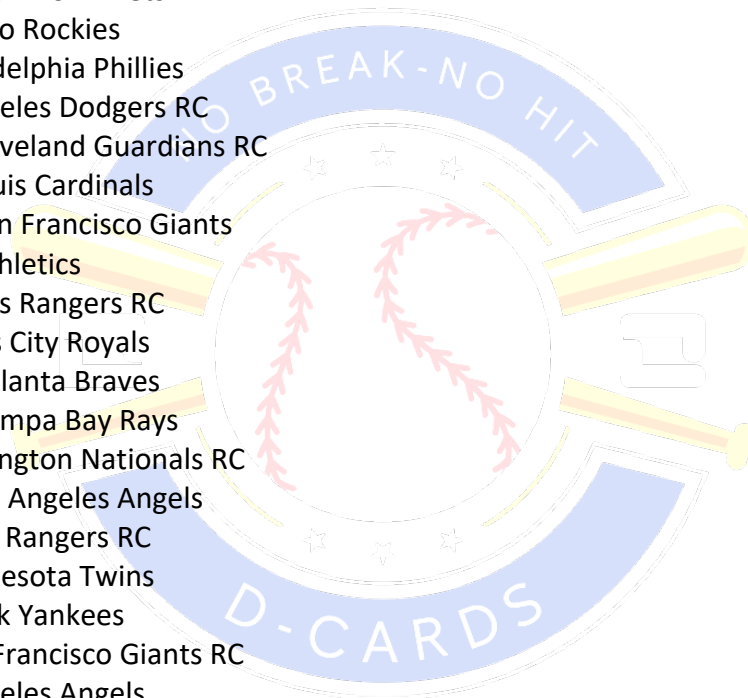 o Rockies
delphia Phillies
eles Dodgers RC
veland Guardians RC
uis Cardinals
n Francisco Giants
hletics
s Rangers RC
s City Royals
lanta Braves
mpa Bay Rays
ngton Nationals RC
Angeles Angels
Rangers RC
esota Twins
k Yankees
Francisco Giants RC
eles Angels
NO BREAK-NO HIT
D-CARDS